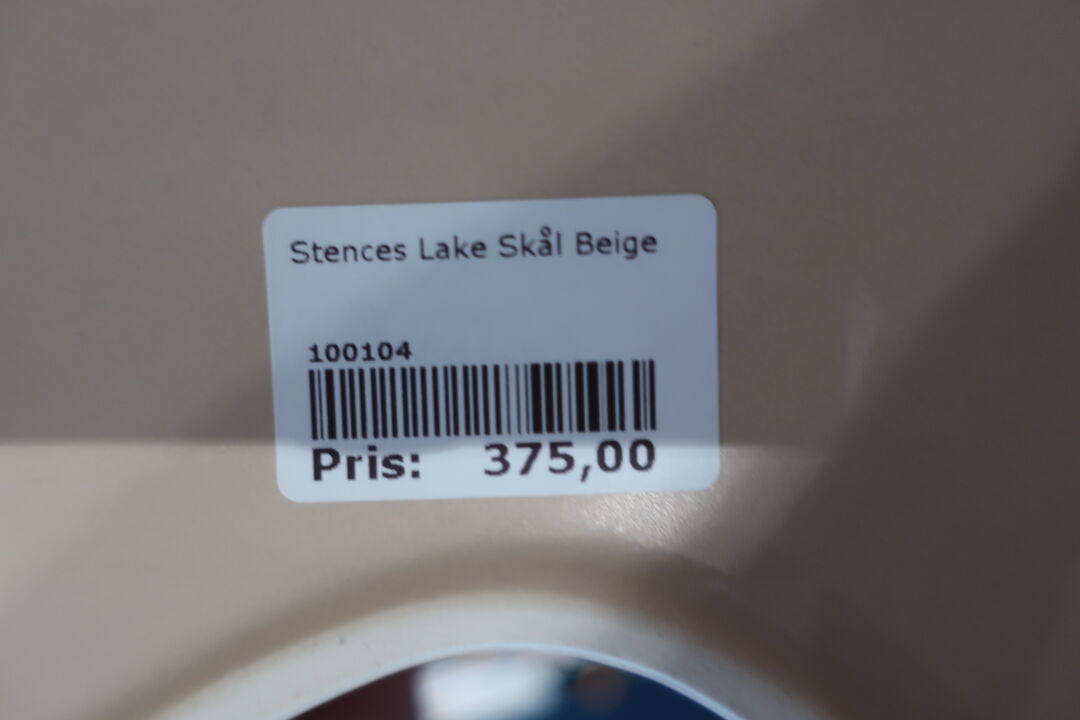 Stences Lake Skål Beige
100104
Pris: 375,00